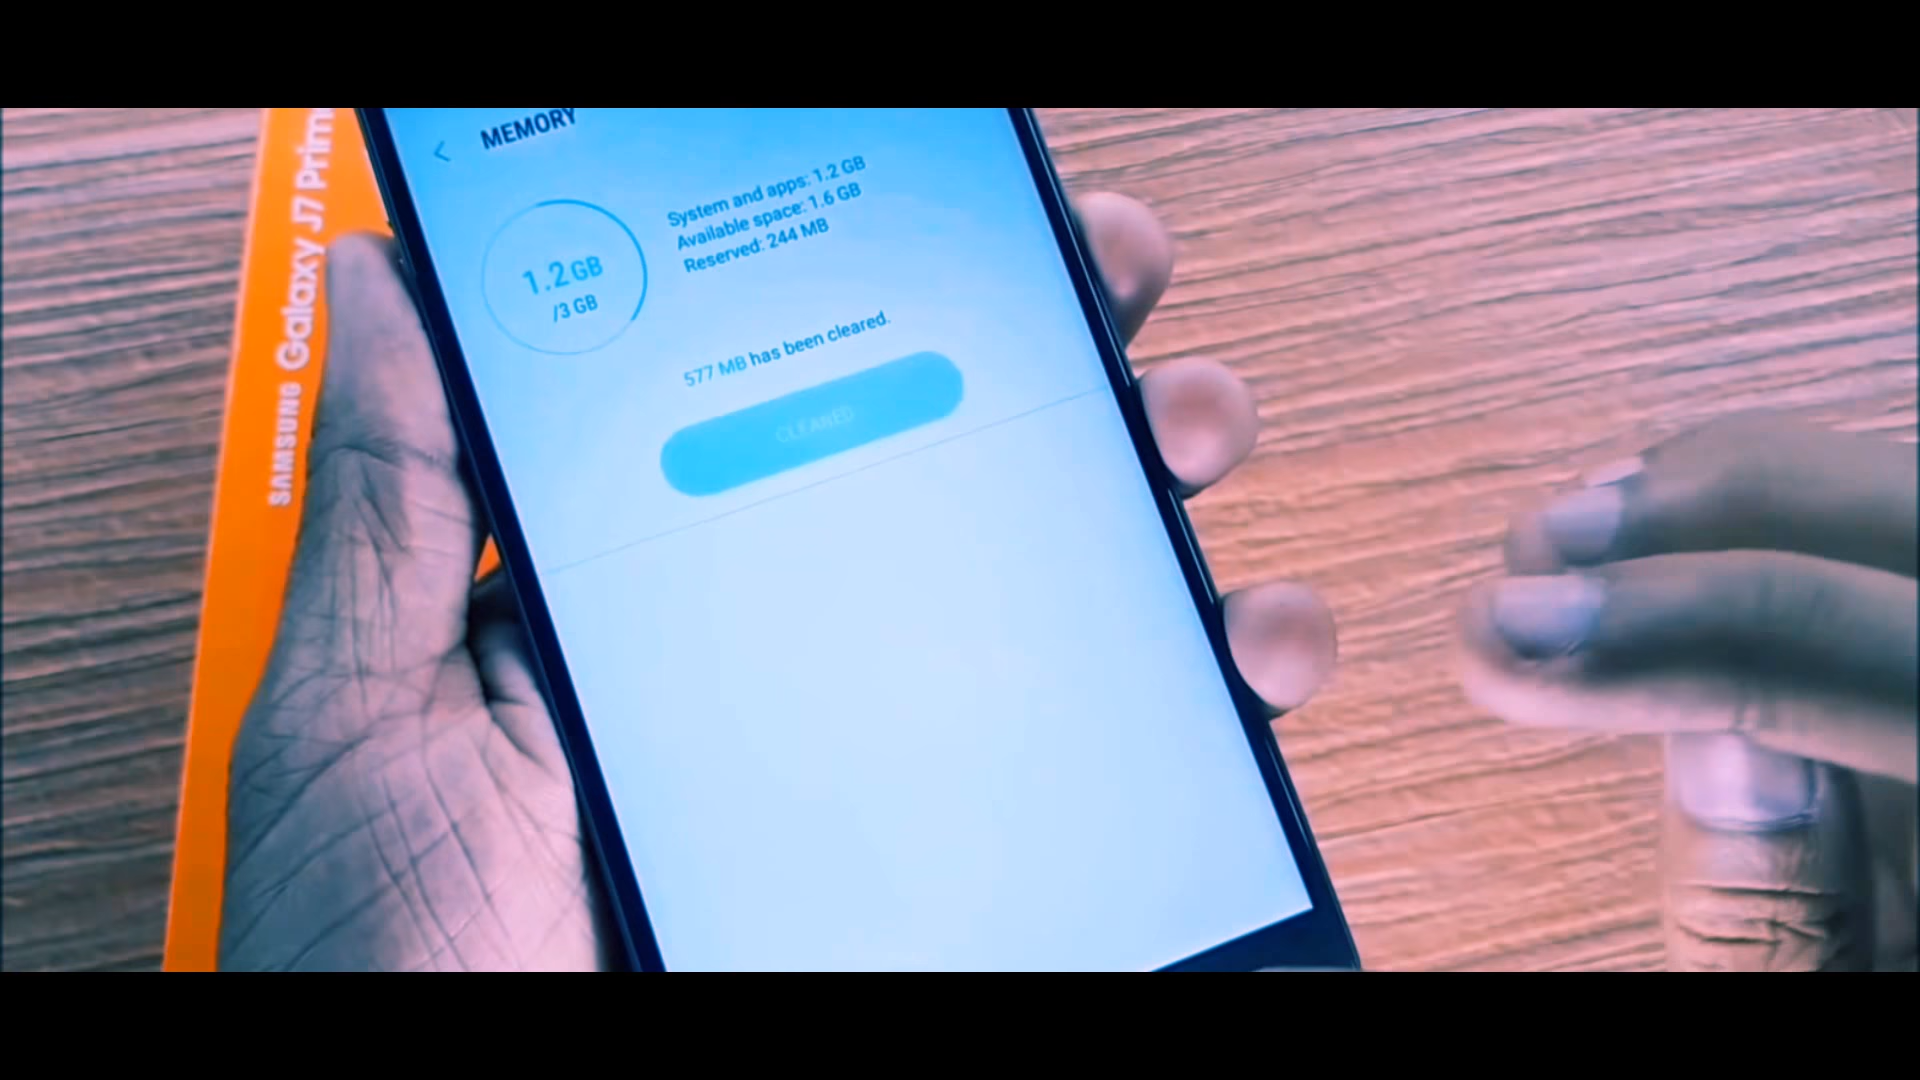 MEMORY
System and apps: 1.2 GB
Available space: 1.6 GB
Reserved: 244 MB
1.2 GB
/3 GB
577 MB has been cleared.
CLEARED
SAMSUNG Galaxy J7 Prim